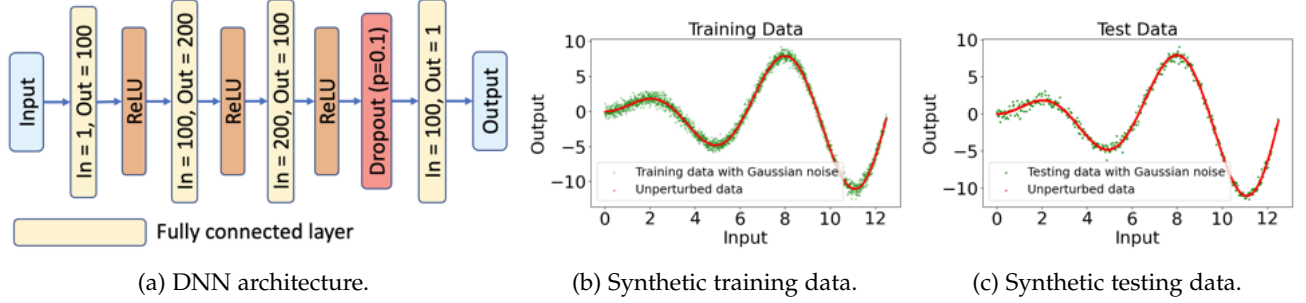 Input
In = 1, Out = 100
ReLU
In = 100, Out = 200
ReLU
In = 200, Out = 100
ReLU
Dropout (p=0.1)
In = 100, Out = 1
Output
Fully connected layer
(a) DNN architecture.
Training Data
Output
10
5
0
−5
−10
Training data with Gaussian noise
Unperturbed data
0 2 4 6 8 10 12
Input
(b) Synthetic training data.
Test Data
Output
10
5
0
−5
−10
Testing data with Gaussian noise
Unperturbed data
0 2 4 6 8 10 12
Input
(c) Synthetic testing data.